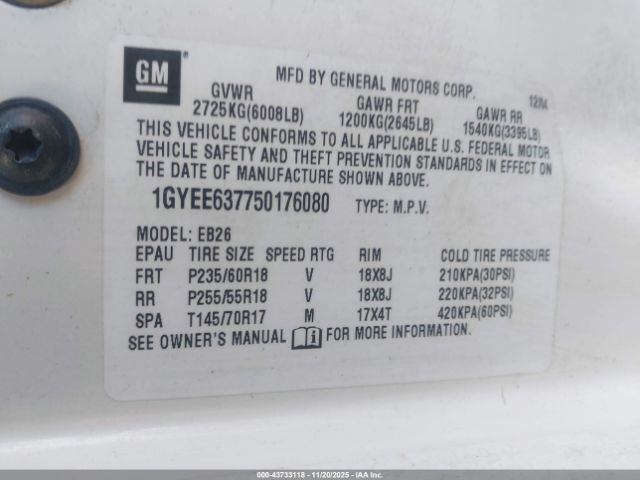 GM
MFD BY GENERAL MOTORS CORP. 12/04
GVWR GAWR FRT GAWR RR
2725KG(6008LB) 1200KG(2645LB) 1540KG(3395LB)
THIS VEHICLE CONFORMS TO ALL APPLICABLE U.S. FEDERAL MOTOR
VEHICLE SAFETY AND THEFT PREVENTION STANDARDS IN EFFECT ON
THE DATE OF MANUFACTURE SHOWN ABOVE.
1GYEE637750176080 TYPE: M.P.V.
MODEL: EB26
EPAU TIRE SIZE SPEED RTG RIM COLD TIRE PRESSURE
FRT P235/60R18 V 18X8J 210KPA(30PSI)
RR P255/55R18 V 18X8J 220KPA(32PSI)
SPA T145/70R17 M 17X4T 420KPA(60PSI)
SEE OWNER'S MANUAL i FOR MORE INFORMATION.
000-43733118 - 11/20/2025 - IAA Inc.